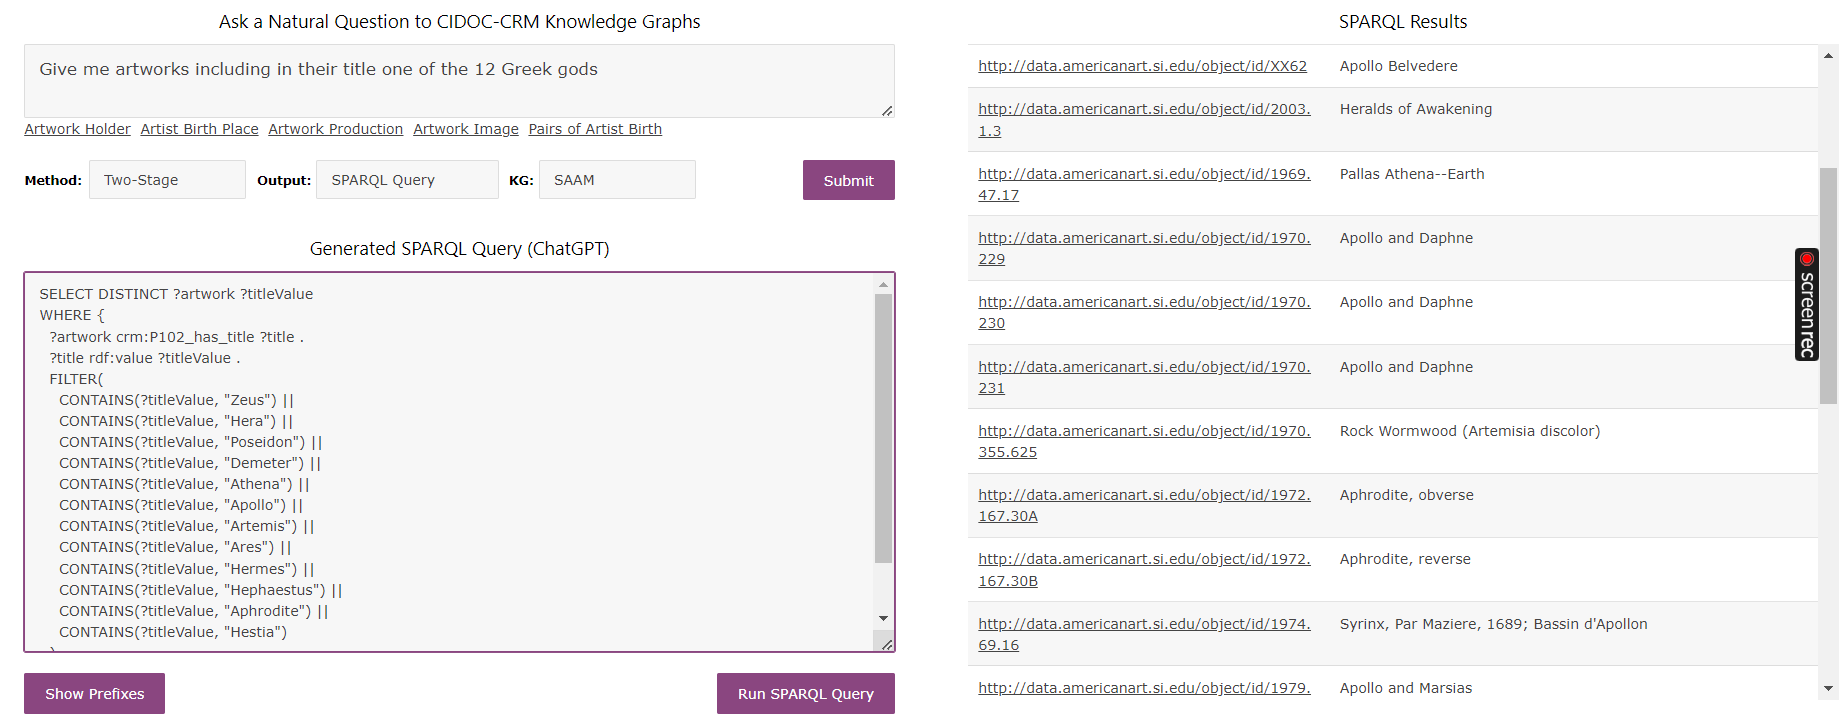 Ask a Natural Question to CIDOC-CRM Knowledge Graphs
Give me artworks including in their title one of the 12 Greek gods
Artwork Holder Artist Birth Place Artwork Production Artwork Image Pairs of Artist Birth
Method: Two-Stage Output: SPARQL Query KG: SAAM Submit
Generated SPARQL Query (ChatGPT)
SELECT DISTINCT ?artwork ?titleValue
WHERE {
?artwork crm:P102_has_title ?title .
?title rdf:value ?titleValue .
FILTER(
CONTAINS(?titleValue, "Zeus") ||
CONTAINS(?titleValue, "Hera") ||
CONTAINS(?titleValue, "Poseidon") ||
CONTAINS(?titleValue, "Demeter") ||
CONTAINS(?titleValue, "Athena") ||
CONTAINS(?titleValue, "Apollo") ||
CONTAINS(?titleValue, "Artemis") ||
CONTAINS(?titleValue, "Ares") ||
CONTAINS(?titleValue, "Hermes") ||
CONTAINS(?titleValue, "Hephaestus") ||
CONTAINS(?titleValue, "Aphrodite") ||
CONTAINS(?titleValue, "Hestia")
Show Prefixes Run SPARQL Query
SPARQL Results
http://data.americanart.si.edu/object/id/XX62 Apollo Belvedere
http://data.americanart.si.edu/object/id/2003. Heralds of Awakening
1.3
http://data.americanart.si.edu/object/id/1969. Pallas Athena--Earth
47.17
http://data.americanart.si.edu/object/id/1970. Apollo and Daphne
229
http://data.americanart.si.edu/object/id/1970. Apollo and Daphne
230
http://data.americanart.si.edu/object/id/1970. Apollo and Daphne
231
http://data.americanart.si.edu/object/id/1970. Rock Wormwood (Artemisia discolor)
355.625
http://data.americanart.si.edu/object/id/1972. Aphrodite, obverse
167.30A
http://data.americanart.si.edu/object/id/1972. Aphrodite, reverse
167.30B
http://data.americanart.si.edu/object/id/1974. Syrinx, Par Maziere, 1689; Bassin d'Apollon
69.16
http://data.americanart.si.edu/object/id/1979. Apollo and Marsias
screenrec